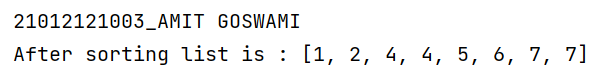 21012121003_AMIT GOSWAMI
After sorting list is : [1, 2, 4, 4, 5, 6, 7, 7]